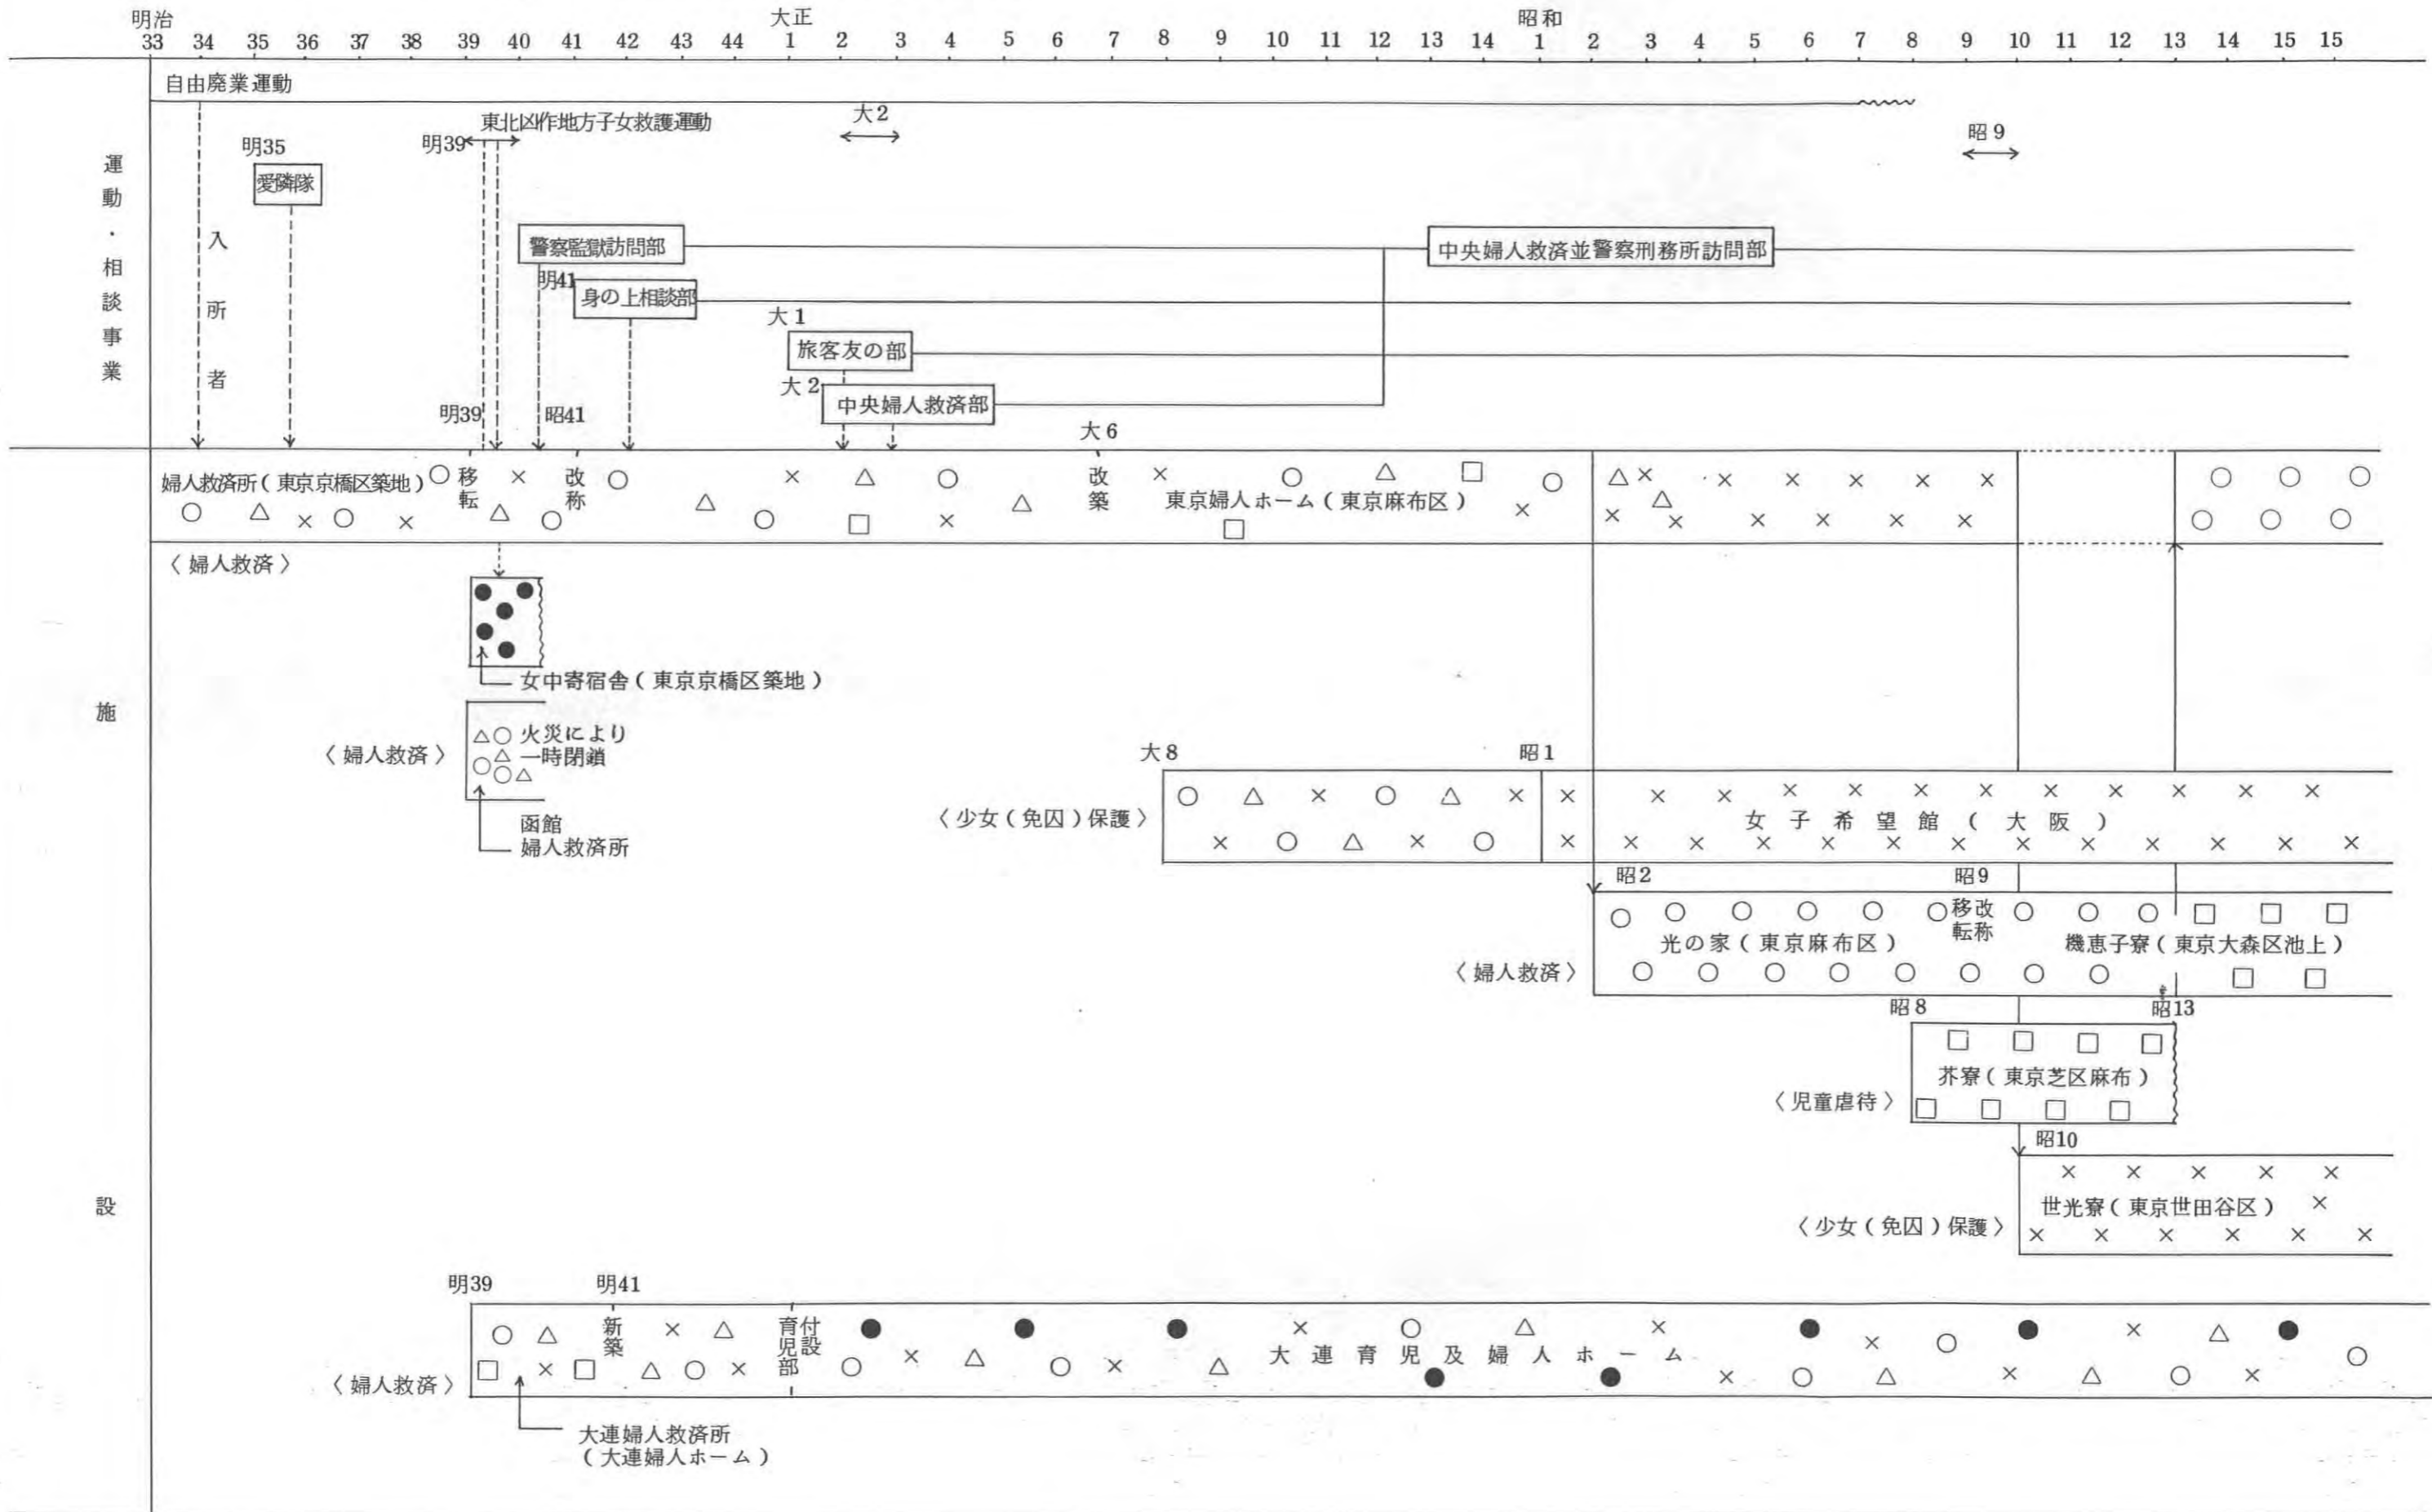 明治 大正 昭和
33 34 35 36 37 38 39 40 41 42 43 44 1 2 3 4 5 6 7 8 9 10 11 12 13 14 1 2 3 4 5 6 7 8 9 10 11 12 13 14 15 15
運動・相談事業
自由廃業運動
入所者
東北凶作地方子女救護運動
明39
大2
昭9
明35
愛隣隊
警察監獄訪問部
中央婦人救済並警察刑務所訪問部
明41
身の上相談部
大1
旅客友の部
大2
中央婦人救済部
明39
昭41
大6
施設
婦人救済所(東京京橋区築地)
移転
改称
改築
東京婦人ホーム(東京麻布区)
〈婦人救済〉
女中寄宿舎(東京京橋区築地)
〈婦人救済〉
火災により
一時閉鎖
函館
婦人救済所
大8
昭1
〈少女(免囚)保護〉
女子希望館(大阪)
昭2
昭9
移転
改称
光の家(東京麻布区)
機恵子寮(東京大森区池上)
〈婦人救済〉
昭8
昭13
芥寮(東京芝区麻布)
〈児童虐待〉
昭10
世光寮(東京世田谷区)
〈少女(免囚)保護〉
明39
明41
新築
付設
育児部
大連育児及婦人ホーム
〈婦人救済〉
大連婦人救済所
(大連婦人ホーム)